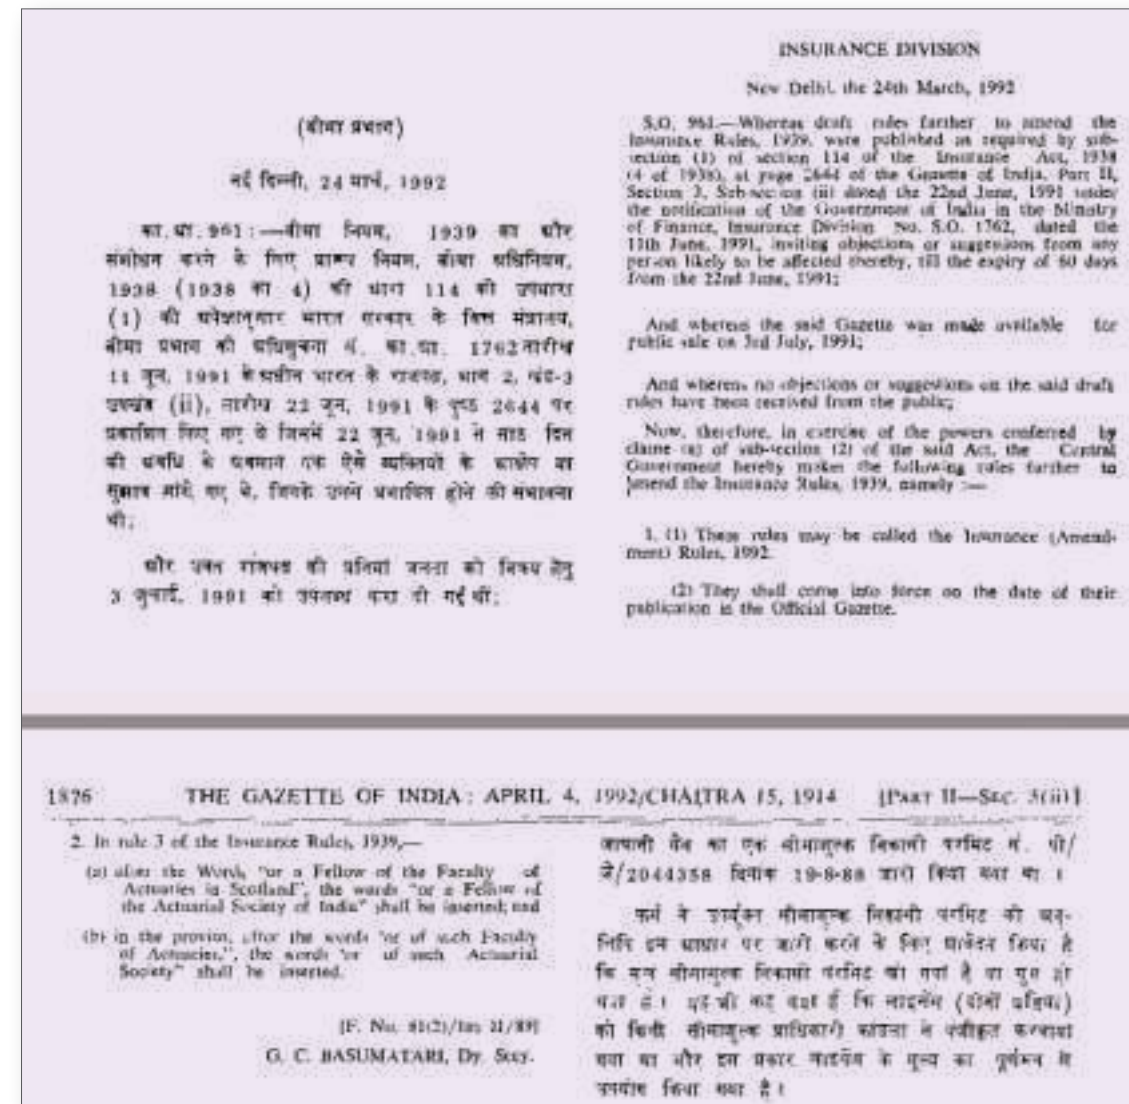 (बीमा प्रभाग)
नई दिल्ली, 24 मार्च, 1992
का.आ. 961:—बीमा नियम, 1939 का और
संशोधन करने के लिए प्रारूप नियम, बीमा अधिनियम,
1938 (1938 का 4) की धारा 114 की उपधारा
(1) की अपेक्षानुसार भारत सरकार के वित्त मंत्रालय,
बीमा प्रभाग की अधिसूचना सं. का.आ. 1762 तारीख
11 जून, 1991 के अधीन भारत के राजपत्र, भाग 2, खंड-3
उपखंड (ii), तारीख 22 जून, 1991 के पृष्ठ 2644 पर
प्रकाशित किए गए थे जिनमें 22 जून, 1991 से साठ दिन
की अवधि के अवसान तक ऐसे व्यक्तियों के आक्षेप या
सुझाव मांगे गए थे, जिनके उनसे प्रभावित होने की संभावना
थी;
और उक्त राजपत्र की प्रतियां जनता को विक्रय हेतु
3 जुलाई, 1991 को उपलब्ध करा दी गई थीं;
INSURANCE DIVISION
New Delhi, the 24th March, 1992
S.O. 961.—Whereas draft rules further to amend the
Insurance Rules, 1939, were published as required by sub-
section (1) of section 114 of the Insurance Act, 1938
(4 of 1938), at page 2644 of the Gazette of India, Part II,
Section 3, Sub-section (ii) dated the 22nd June, 1991 under
the notification of the Government of India in the Ministry
of Finance, Insurance Division No. S.O. 1762, dated the
11th June, 1991, inviting objections or suggestions from any
person likely to be affected thereby, till the expiry of 60 days
from the 22nd June, 1991;
And whereas the said Gazette was made available for
public sale on 3rd July, 1991;
And whereas no objections or suggestions on the said draft
rules have been received from the public;
Now, therefore, in exercise of the powers conferred by
clause (a) of sub-section (2) of the said Act, the Central
Government hereby makes the following rules further to
amend the Insurance Rules, 1939, namely :—
1. (1) These rules may be called the Insurance (Amend-
ment) Rules, 1992.
(2) They shall come into force on the date of their
publication in the Official Gazette.
1876 THE GAZETTE OF INDIA : APRIL 4, 1992/CHAITRA 15, 1914 [PART II—SEC. 3(ii)]
2. In rule 3 of the Insurance Rules, 1939,—
(a) after the Words, "or a Fellow of the Faculty of
Actuaries in Scotland", the words "or a Fellow of
the Actuarial Society of India" shall be inserted; and
(b) in the proviso, after the words "or of such Faculty
of Actuaries,", the words "or of such Actuarial
Society" shall be inserted.
[F. No. 81(2)/Ins 11/89]
G. C. BASUMATARI, Dy. Secy.
जापानी येन का एक सीमाशुल्क निकासी परमिट सं. पी/
जे/2044358 दिनांक 19-8-88 जारी किया गया था ।
फर्म ने उपर्युक्त सीमाशुल्क निकासी परमिट की अनु-
लिपि इस आधार पर जारी करने के लिए आवेदन किया है
कि मूल सीमाशुल्क निकासी परमिट खो गया है या गुम हो
गया है । यह भी कहा गया है कि लाइसेंस
को किसी सीमाशुल्क प्राधिकारी कांडला से पंजीकृत करवाया
गया था और इस प्रकार लाइसेंस के मूल्य का पूर्णरूप से
उपयोग किया गया है ।